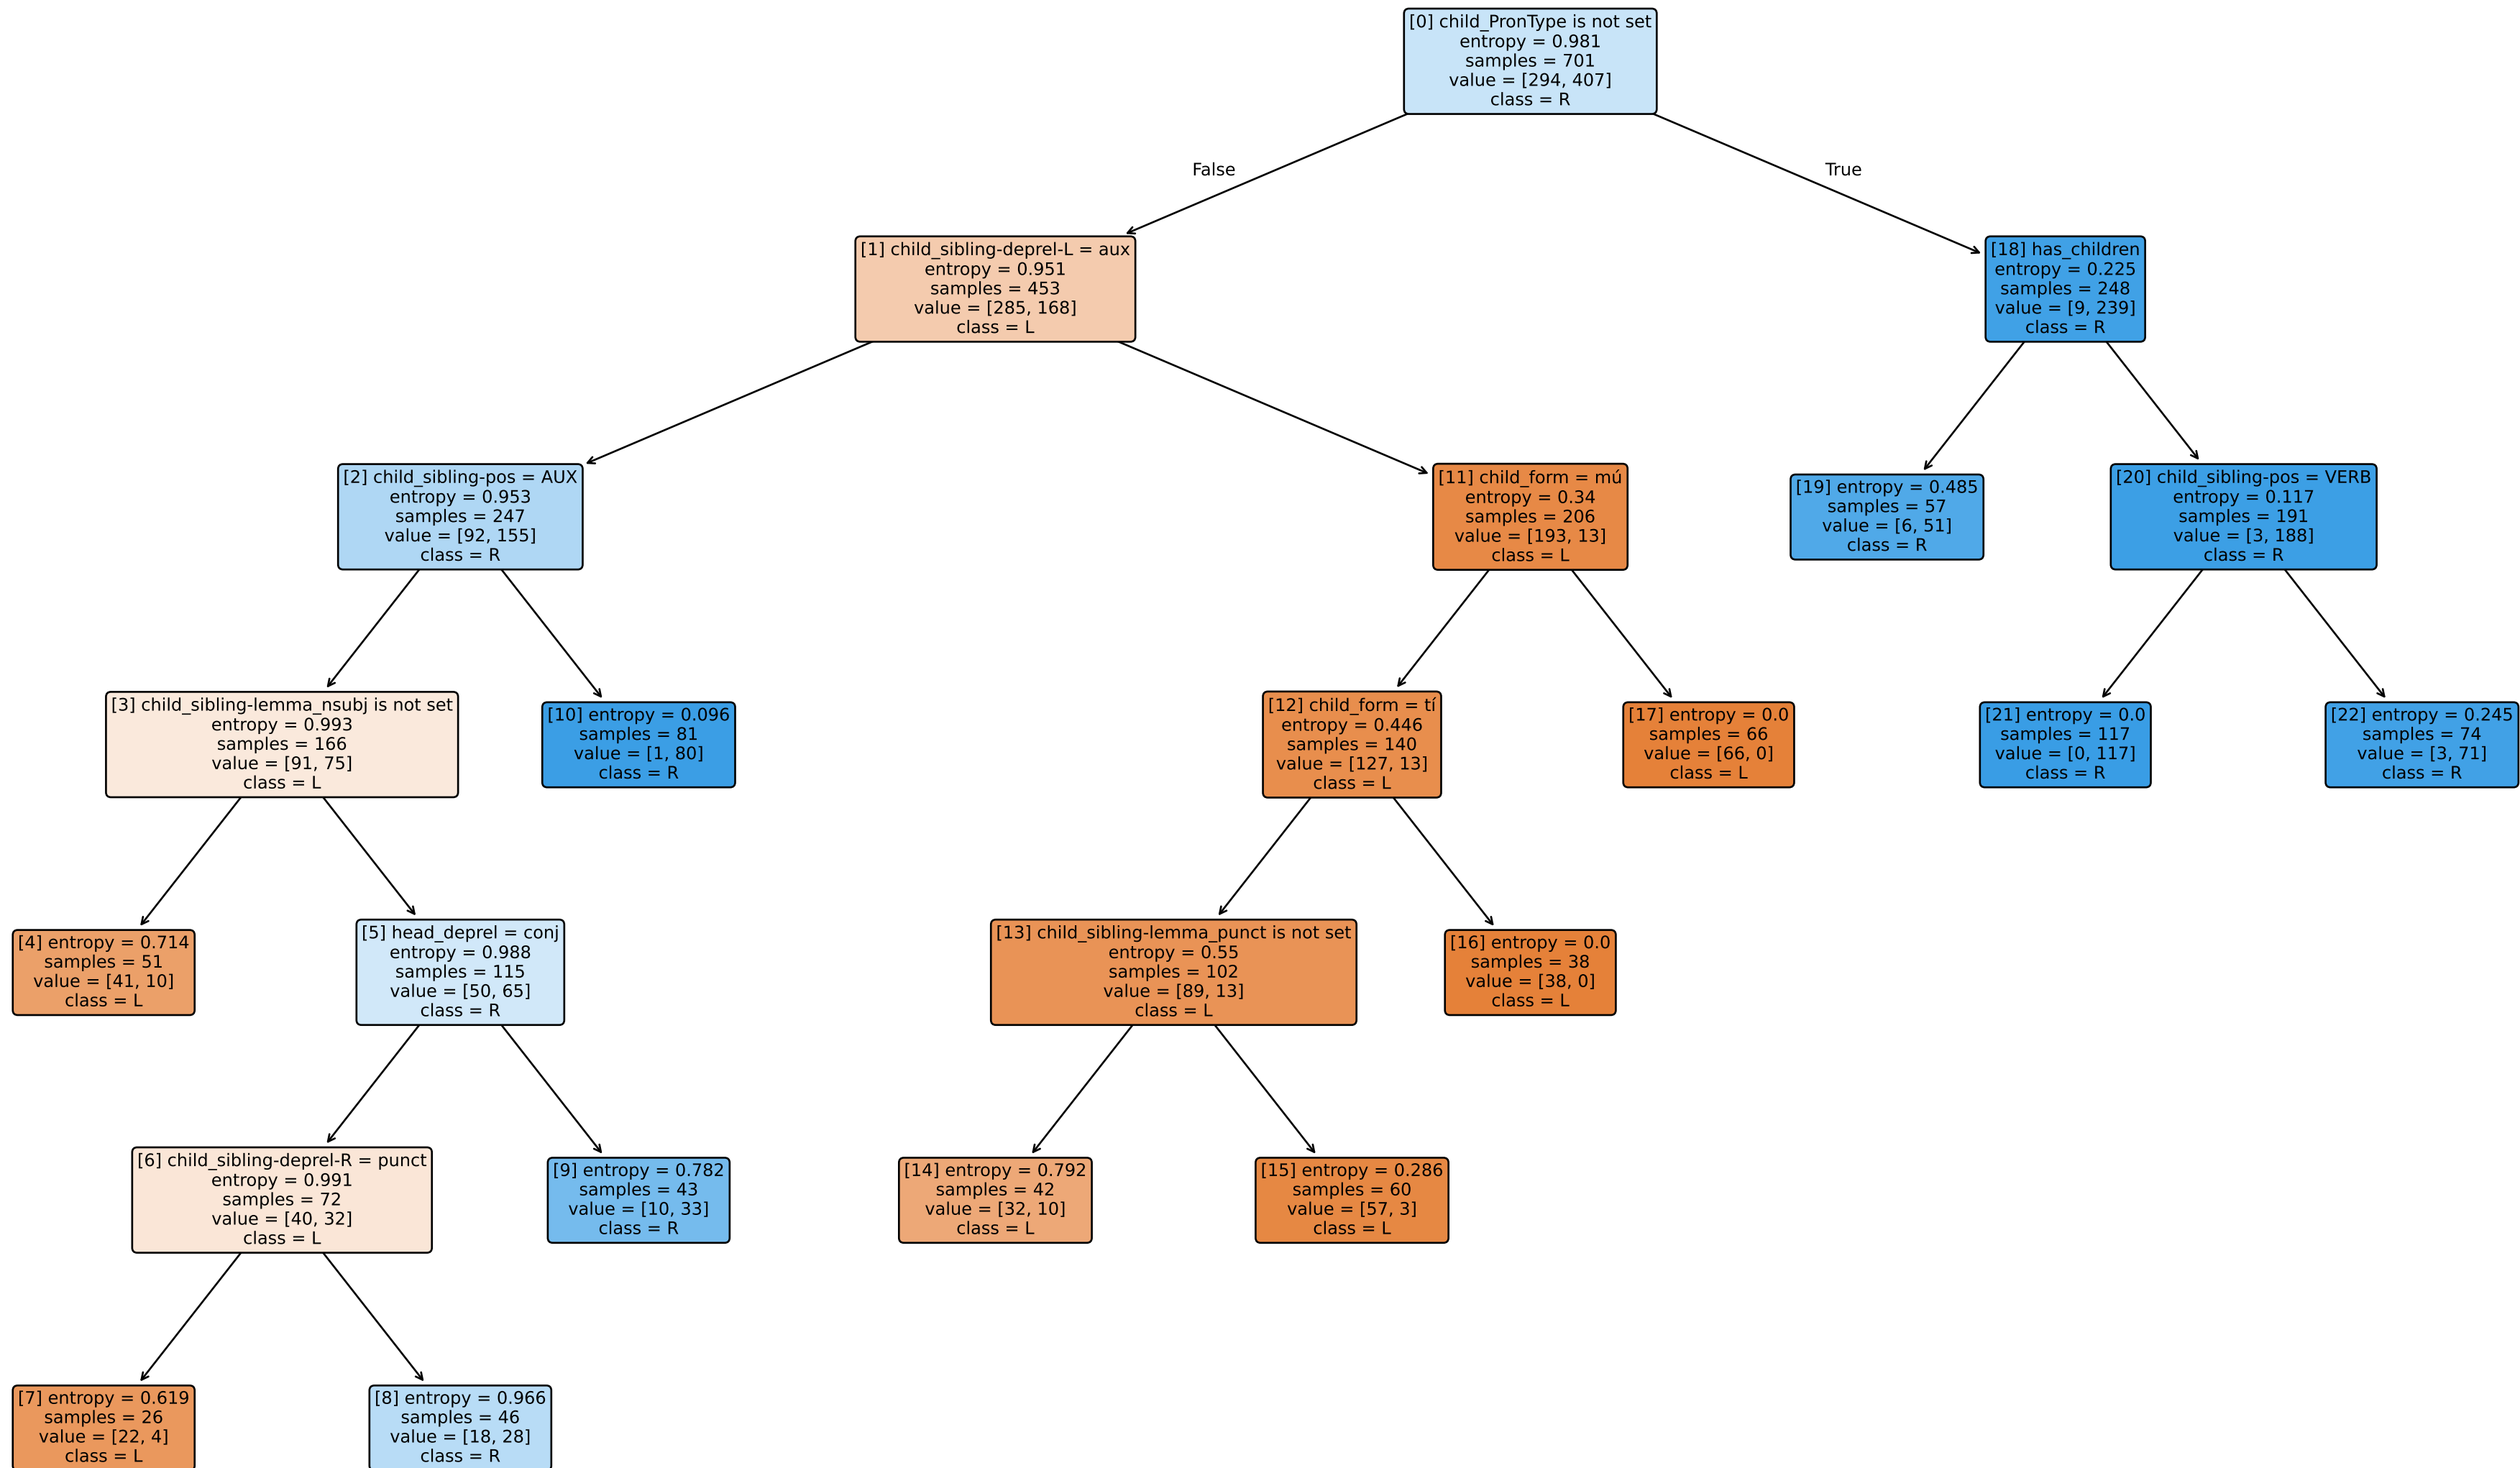 [0] child_PronType is not set
entropy = 0.981
samples = 701
value = [294, 407]
class = R
False
True
[1] child_sibling-deprel-L = aux
entropy = 0.951
samples = 453
value = [285, 168]
class = L
[18] has_children
entropy = 0.225
samples = 248
value = [9, 239]
class = R
[2] child_sibling-pos = AUX
entropy = 0.953
samples = 247
value = [92, 155]
class = R
[11] child_form = mú
entropy = 0.34
samples = 206
value = [193, 13]
class = L
[19] entropy = 0.485
samples = 57
value = [6, 51]
class = R
[20] child_sibling-pos = VERB
entropy = 0.117
samples = 191
value = [3, 188]
class = R
[3] child_sibling-lemma_nsubj is not set
entropy = 0.993
samples = 166
value = [91, 75]
class = L
[10] entropy = 0.096
samples = 81
value = [1, 80]
class = R
[12] child_form = tí
entropy = 0.446
samples = 140
value = [127, 13]
class = L
[17] entropy = 0.0
samples = 66
value = [66, 0]
class = L
[21] entropy = 0.0
samples = 117
value = [0, 117]
class = R
[22] entropy = 0.245
samples = 74
value = [3, 71]
class = R
[4] entropy = 0.714
samples = 51
value = [41, 10]
class = L
[5] head_deprel = conj
entropy = 0.988
samples = 115
value = [50, 65]
class = R
[13] child_sibling-lemma_punct is not set
entropy = 0.55
samples = 102
value = [89, 13]
class = L
[16] entropy = 0.0
samples = 38
value = [38, 0]
class = L
[6] child_sibling-deprel-R = punct
entropy = 0.991
samples = 72
value = [40, 32]
class = L
[9] entropy = 0.782
samples = 43
value = [10, 33]
class = R
[14] entropy = 0.792
samples = 42
value = [32, 10]
class = L
[15] entropy = 0.286
samples = 60
value = [57, 3]
class = L
[7] entropy = 0.619
samples = 26
value = [22, 4]
class = L
[8] entropy = 0.966
samples = 46
value = [18, 28]
class = R